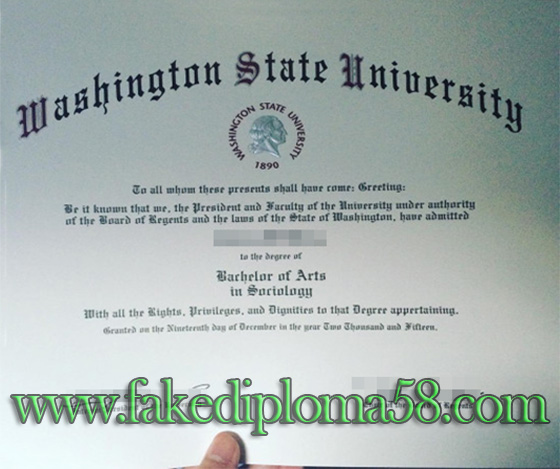 Washington State University
WASHINGTON STATE UNIVERSITY
1890
To all whom these presents shall have come: Greeting:
Be it known that we, the President and Faculty of the University under authority
of the Board of Regents and the laws of the State of Washington, have admitted
to the degree of
Bachelor of Arts
in Sociology
With all the Rights, Privileges, and Dignities to that Degree appertaining.
Granted on the Nineteenth day of December in the year Two Thousand and Fifteen.
www.fakediploma58.com